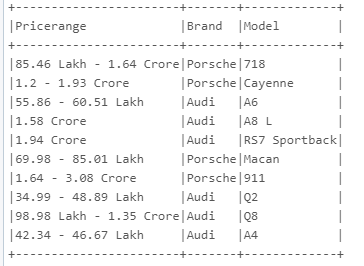 +----------------------+-------+-------------+
|Pricerange            |Brand  |Model        |
+----------------------+-------+-------------+
|85.46 Lakh - 1.64 Crore|Porsche|718          |
|1.2 - 1.93 Crore      |Porsche|Cayenne      |
|55.86 - 60.51 Lakh    |Audi   |A6           |
|1.58 Crore            |Audi   |A8 L         |
|1.94 Crore            |Audi   |RS7 Sportback|
|69.98 - 85.01 Lakh    |Porsche|Macan        |
|1.64 - 3.08 Crore     |Porsche|911          |
|34.99 - 48.89 Lakh    |Audi   |Q2           |
|98.98 Lakh - 1.35 Crore|Audi   |Q8           |
|42.34 - 46.67 Lakh    |Audi   |A4           |
+----------------------+-------+-------------+